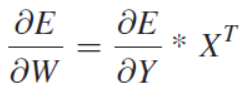 ∂E/∂W = ∂E/∂Y * X^T